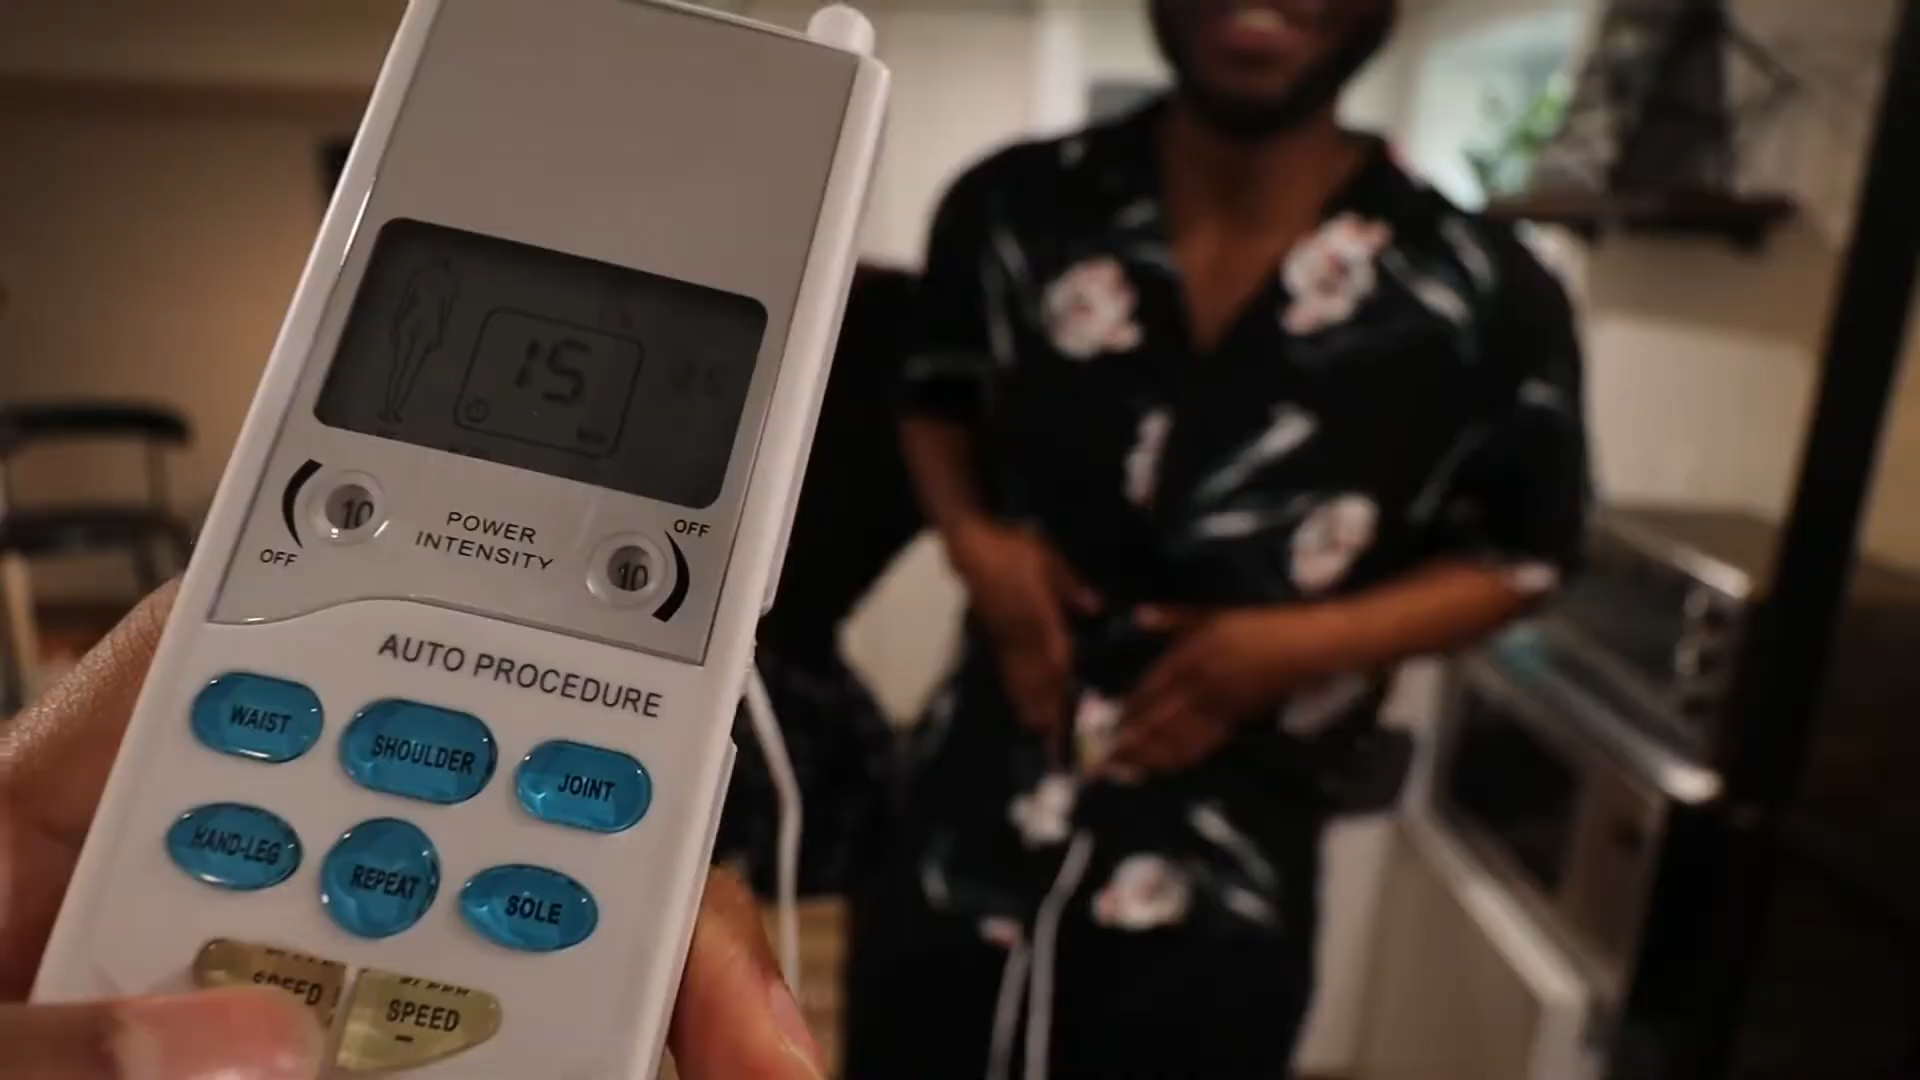 15
10
POWER
INTENSITY
OFF
OFF
10
AUTO PROCEDURE
WAIST
SHOULDER
JOINT
HAND-LEG
REPEAT
SOLE
SPEED
SPEED
-